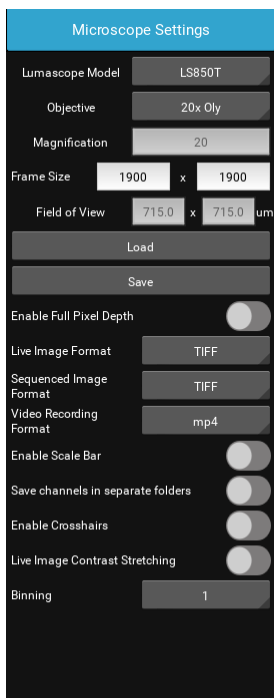 Microscope Settings
Lumascope Model LS850T
Objective 20x Oly
Magnification 20
Frame Size 1900 x 1900
Field of View 715.0 x 715.0 um
Load
Save
Enable Full Pixel Depth
Live Image Format TIFF
Sequenced Image
Format TIFF
Video Recording
Format mp4
Enable Scale Bar
Save channels in separate folders
Enable Crosshairs
Live Image Contrast Stretching
Binning 1